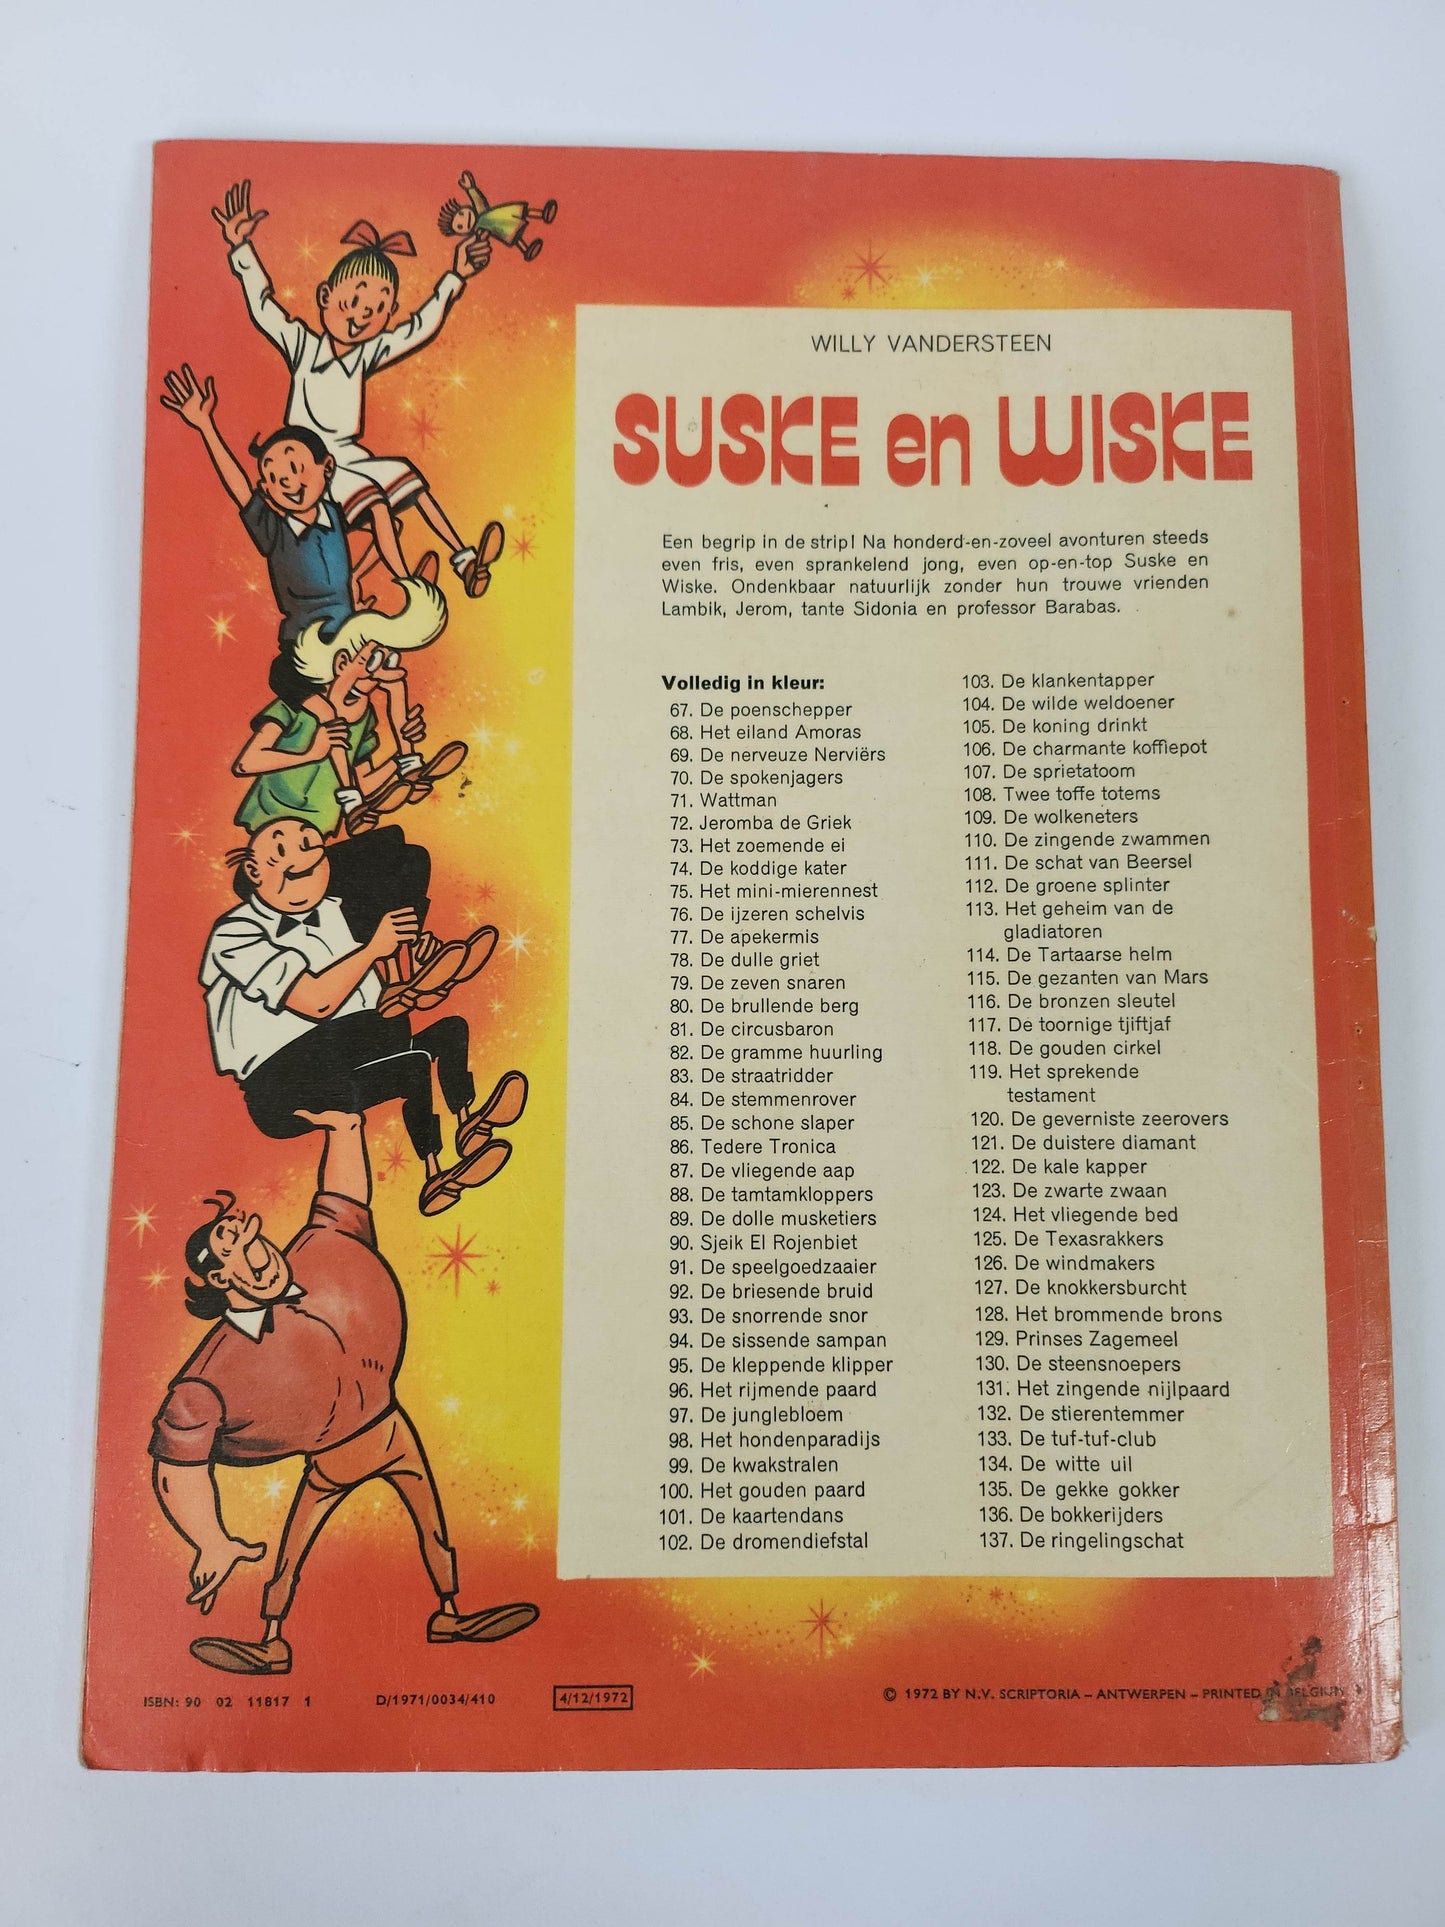 WILLY VANDERSTEEN
SUSKE en WISKE
Een begrip in de strip! Na honderd-en-zoveel avonturen steeds
even fris, even sprankelend jong, even op-en-top Suske en
Wiske. Ondenkbaar natuurlijk zonder hun trouwe vrienden
Lambik, Jerom, tante Sidonia en professor Barabas.
Volledig in kleur:
67. De poenschepper
68. Het eiland Amoras
69. De nerveuze Nerviërs
70. De spokenjagers
71. Wattman
72. Jeromba de Griek
73. Het zoemende ei
74. De koddige kater
75. Het mini-mierennest
76. De ijzeren schelvis
77. De apekermis
78. De dulle griet
79. De zeven snaren
80. De brullende berg
81. De circusbaron
82. De gramme huurling
83. De straatridder
84. De stemmenrover
85. De schone slaper
86. Tedere Tronica
87. De vliegende aap
88. De tamtamkloppers
89. De dolle musketiers
90. Sjeik El Rojenbiet
91. De speelgoedzaaier
92. De briesende bruid
93. De snorrende snor
94. De sissende sampan
95. De kleppende klipper
96. Het rijmende paard
97. De junglebloem
98. Het hondenparadijs
99. De kwakstralen
100. Het gouden paard
101. De kaartendans
102. De dromendiefstal
103. De klankentapper
104. De wilde weldoener
105. De koning drinkt
106. De charmante koffiepot
107. De sprietatoom
108. Twee toffe totems
109. De wolkeneters
110. De zingende zwammen
111. De schat van Beersel
112. De groene splinter
113. Het geheim van de
gladiatoren
114. De Tartaarse helm
115. De gezanten van Mars
116. De bronzen sleutel
117. De toornige tjiftjaf
118. De gouden cirkel
119. Het sprekende
testament
120. De geverniste zeerovers
121. De duistere diamant
122. De kale kapper
123. De zwarte zwaan
124. Het vliegende bed
125. De Texasrakkers
126. De windmakers
127. De knokkersburcht
128. Het brommende brons
129. Prinses Zagemeel
130. De steensnoepers
131. Het zingende nijlpaard
132. De stierentemmer
133. De tuf-tuf-club
134. De witte uil
135. De gekke gokker
136. De bokkerijders
137. De ringelingschat
ISBN: 90 02 11817 1 D/1971/0034/410 4/12/1972 © 1972 BY N.V. SCRIPTORIA – ANTWERPEN – PRINTED IN BELGIUM